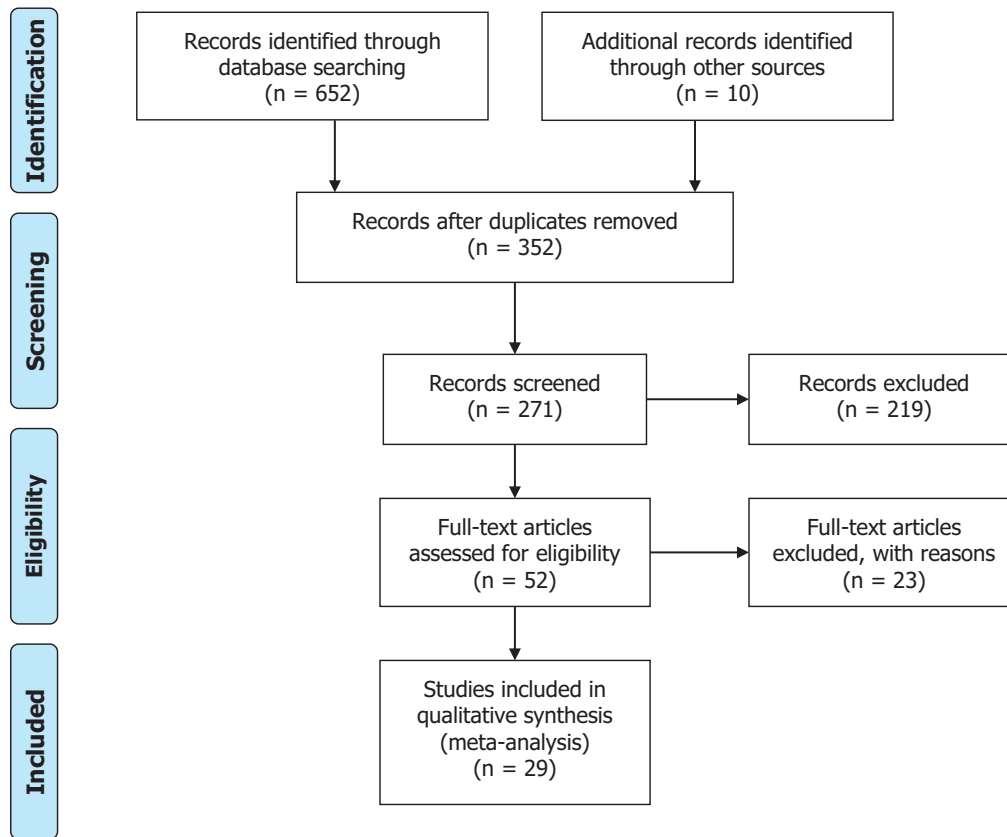 Identification
Records identified through
database searching
(n = 652)
Additional records identified
through other sources
(n = 10)
Screening
Records after duplicates removed
(n = 352)
Records screened
(n = 271)
Records excluded
(n = 219)
Eligibility
Full-text articles
assessed for eligibility
(n = 52)
Full-text articles
excluded, with reasons
(n = 23)
Included
Studies included in
qualitative synthesis
(meta-analysis)
(n = 29)